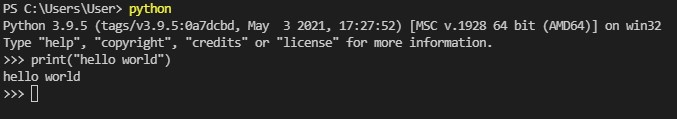 PS C:\Users\User> python
Python 3.9.5 (tags/v3.9.5:0a7dcbd, May  3 2021, 17:27:52) [MSC v.1928 64 bit (AMD64)] on win32
Type "help", "copyright", "credits" or "license" for more information.
>>> print("hello world")
hello world
>>>